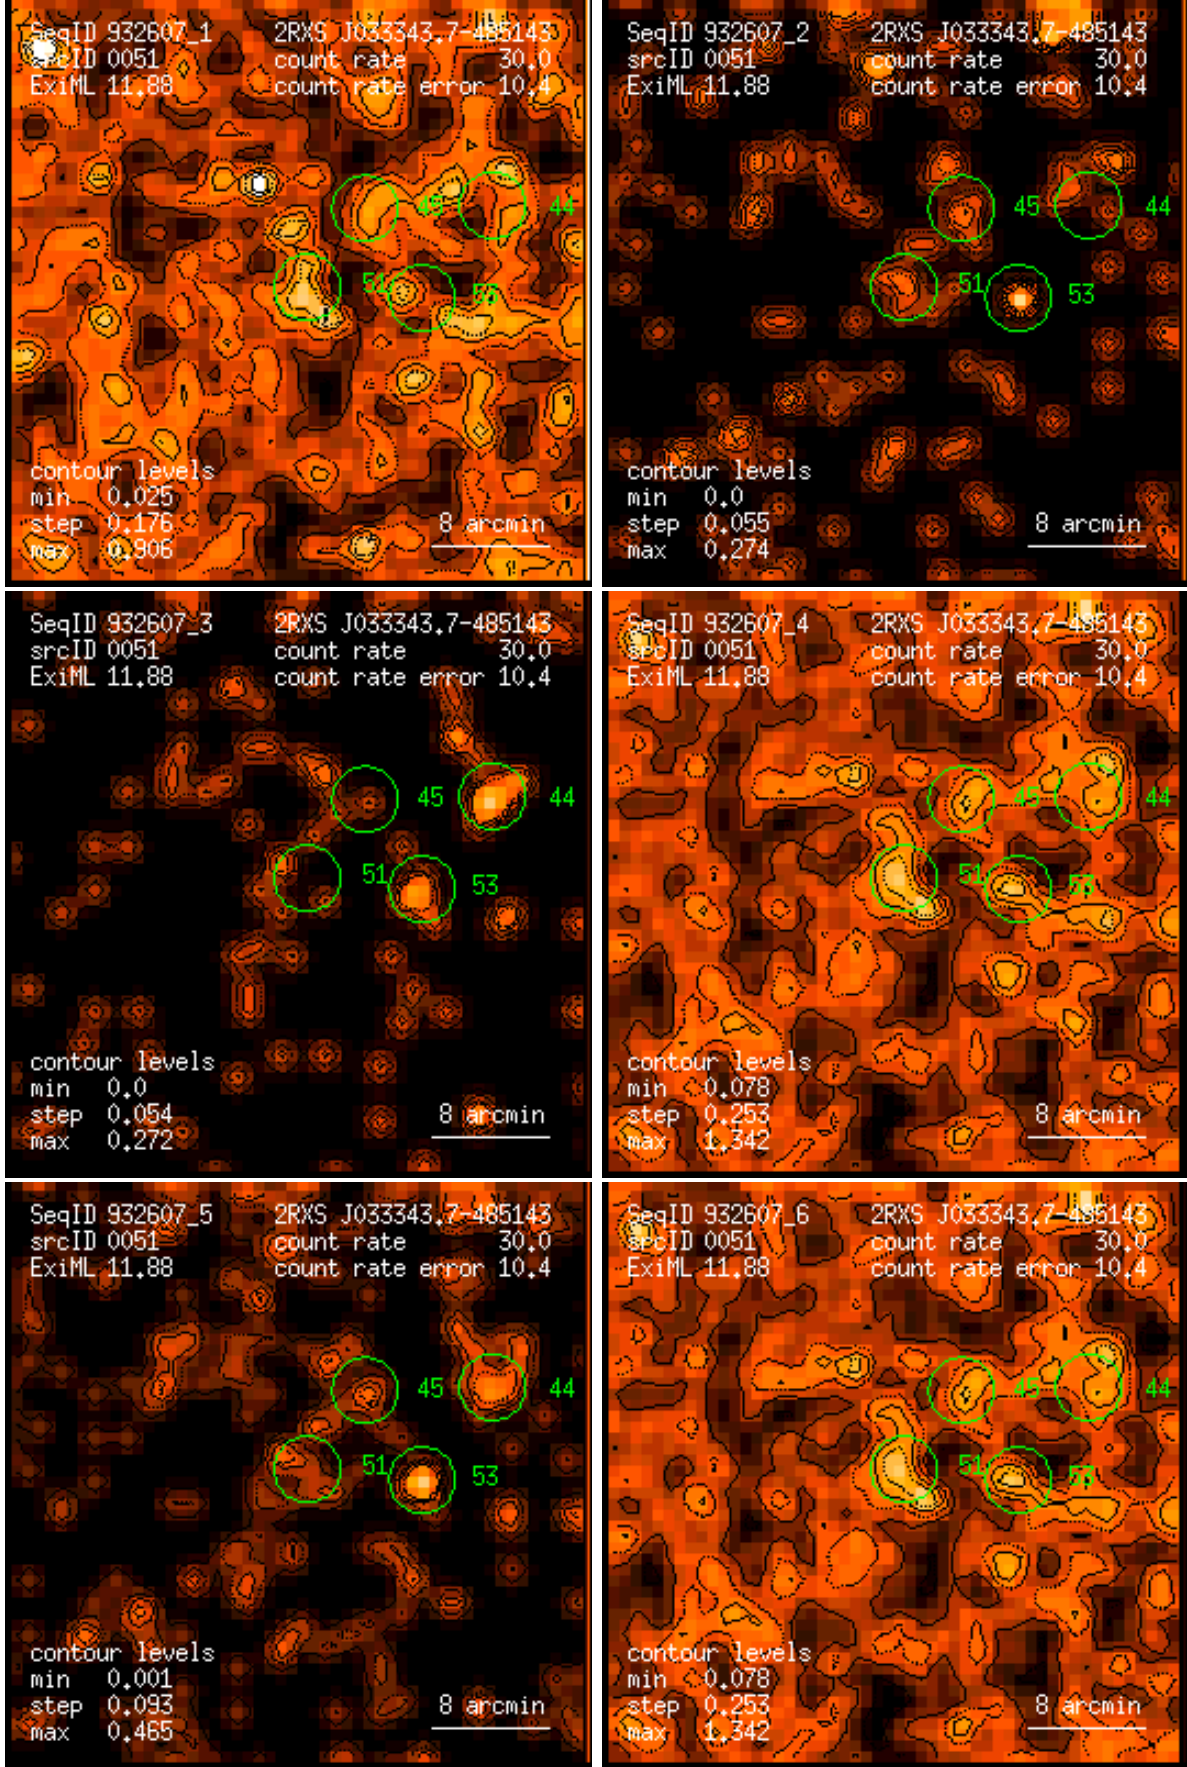 SeqID 932607_1 2RXS J033343.7-485143
srcID 0051 count rate 30.0
ExiML 11.88 count rate error 10.4
45 44
51 53
contour levels
min 0.025
step 0.176 8 arcmin
max 0.906
SeqID 932607_2 2RXS J033343.7-485143
srcID 0051 count rate 30.0
ExiML 11.88 count rate error 10.4
45 44
51 53
contour levels
min 0.0
step 0.055 8 arcmin
max 0.274
SeqID 932607_3 2RXS J033343.7-485143
srcID 0051 count rate 30.0
ExiML 11.88 count rate error 10.4
45 44
51 53
contour levels
min 0.0
step 0.054 8 arcmin
max 0.272
SeqID 932607_4 2RXS J033343.7-485143
srcID 0051 count rate 30.0
ExiML 11.88 count rate error 10.4
45 44
51 53
contour levels
min 0.078
step 0.253 8 arcmin
max 1.342
SeqID 932607_5 2RXS J033343.7-485143
srcID 0051 count rate 30.0
ExiML 11.88 count rate error 10.4
45 44
51 53
contour levels
min 0.001
step 0.093 8 arcmin
max 0.465
SeqID 932607_6 2RXS J033343.7-485143
srcID 0051 count rate 30.0
ExiML 11.88 count rate error 10.4
45 44
51 53
contour levels
min 0.078
step 0.253 8 arcmin
max 1.342